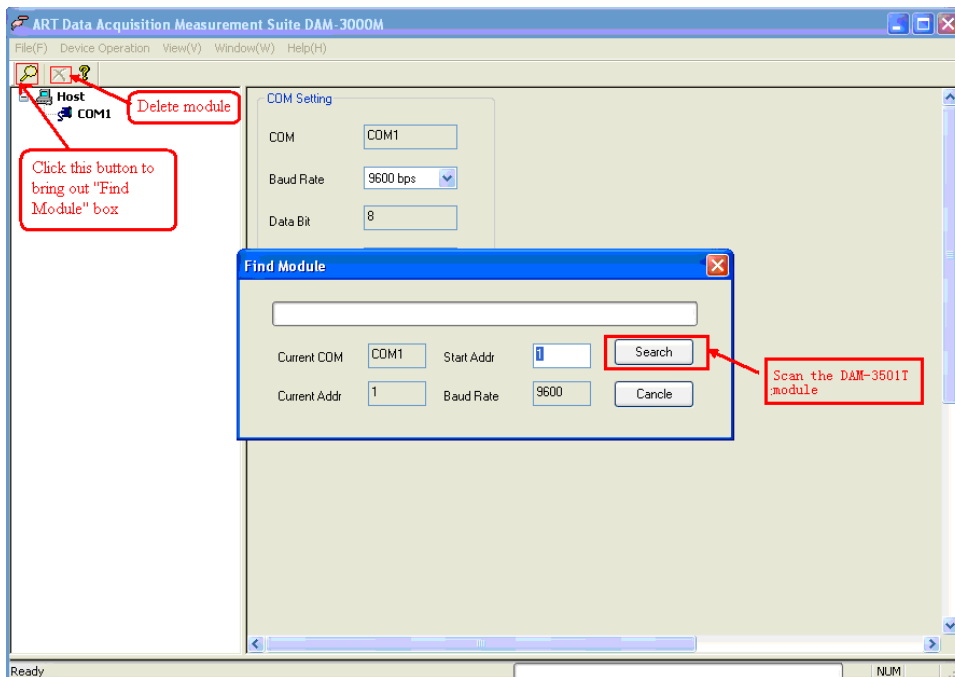 ART Data Acquisition Measurement Suite DAM-3000M
File(F) Device Operation View(V) Window(W) Help(H)
Host
COM1
Delete module
Click this button to
bring out "Find
Module" box
COM Setting
COM COM1
Baud Rate 9600 bps
Data Bit 8
Find Module
Current COM COM1 Start Addr 1 Search
Current Addr 1 Baud Rate 9600 Cancle
Scan the DAM-3501T
module
Ready NUM